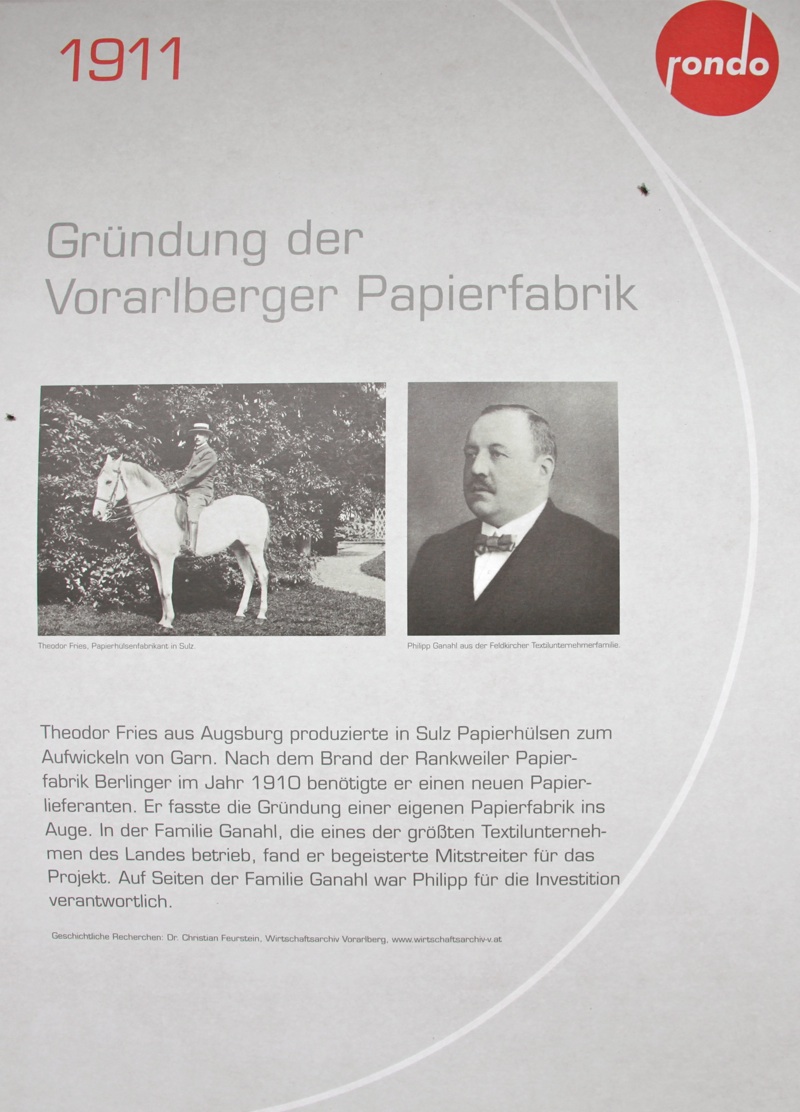 1911
rondo
Gründung der
Vorarlberger Papierfabrik
Theodor Fries, Papierhülsenfabrikant in Sulz.
Philipp Ganahl aus der Feldkircher Textilunternehmerfamilie.
Theodor Fries aus Augsburg produzierte in Sulz Papierhülsen zum
Aufwickeln von Garn. Nach dem Brand der Rankweiler Papier-
fabrik Berlinger im Jahr 1910 benötigte er einen neuen Papier-
lieferanten. Er fasste die Gründung einer eigenen Papierfabrik ins
Auge. In der Familie Ganahl, die eines der größten Textilunterneh-
men des Landes betrieb, fand er begeisterte Mitstreiter für das
Projekt. Auf Seiten der Familie Ganahl war Philipp für die Investition
verantwortlich.
Geschichtliche Recherchen: Dr. Christian Feurstein, Wirtschaftsarchiv Vorarlberg, www.wirtschaftsarchiv-v.at